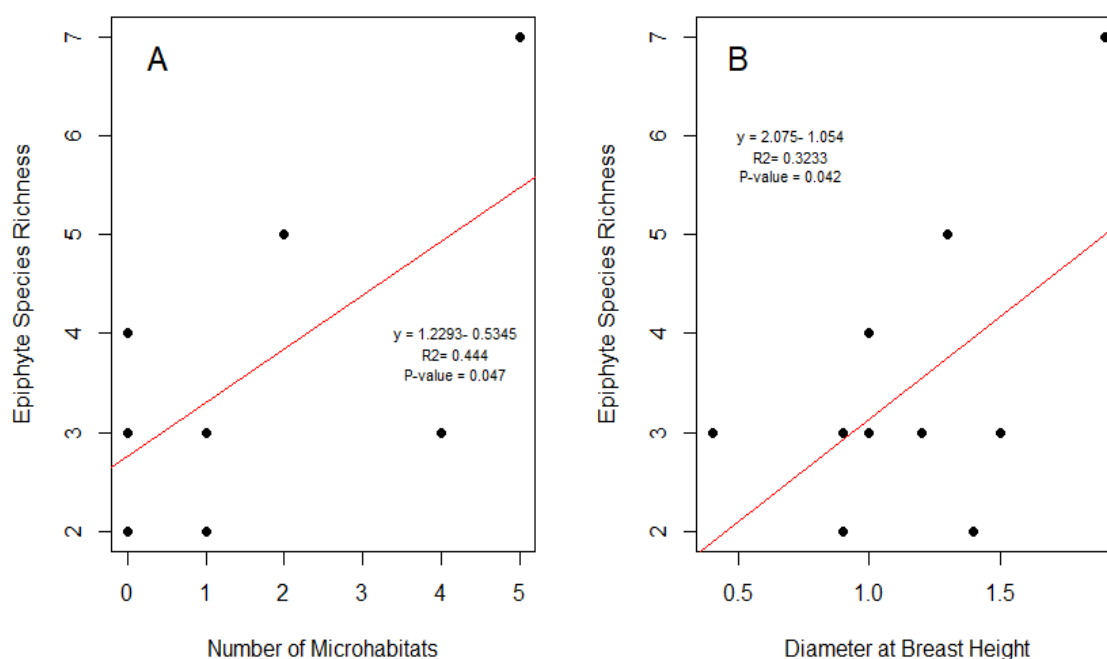 A
Epiphyte Species Richness
7
6
5
4
3
2
y = 1.2293- 0.5345
R2= 0.444
P-value = 0.047
0 1 2 3 4 5
Number of Microhabitats
B
Epiphyte Species Richness
7
6
5
4
3
2
y = 2.075- 1.054
R2= 0.3233
P-value = 0.042
0.5 1.0 1.5
Diameter at Breast Height